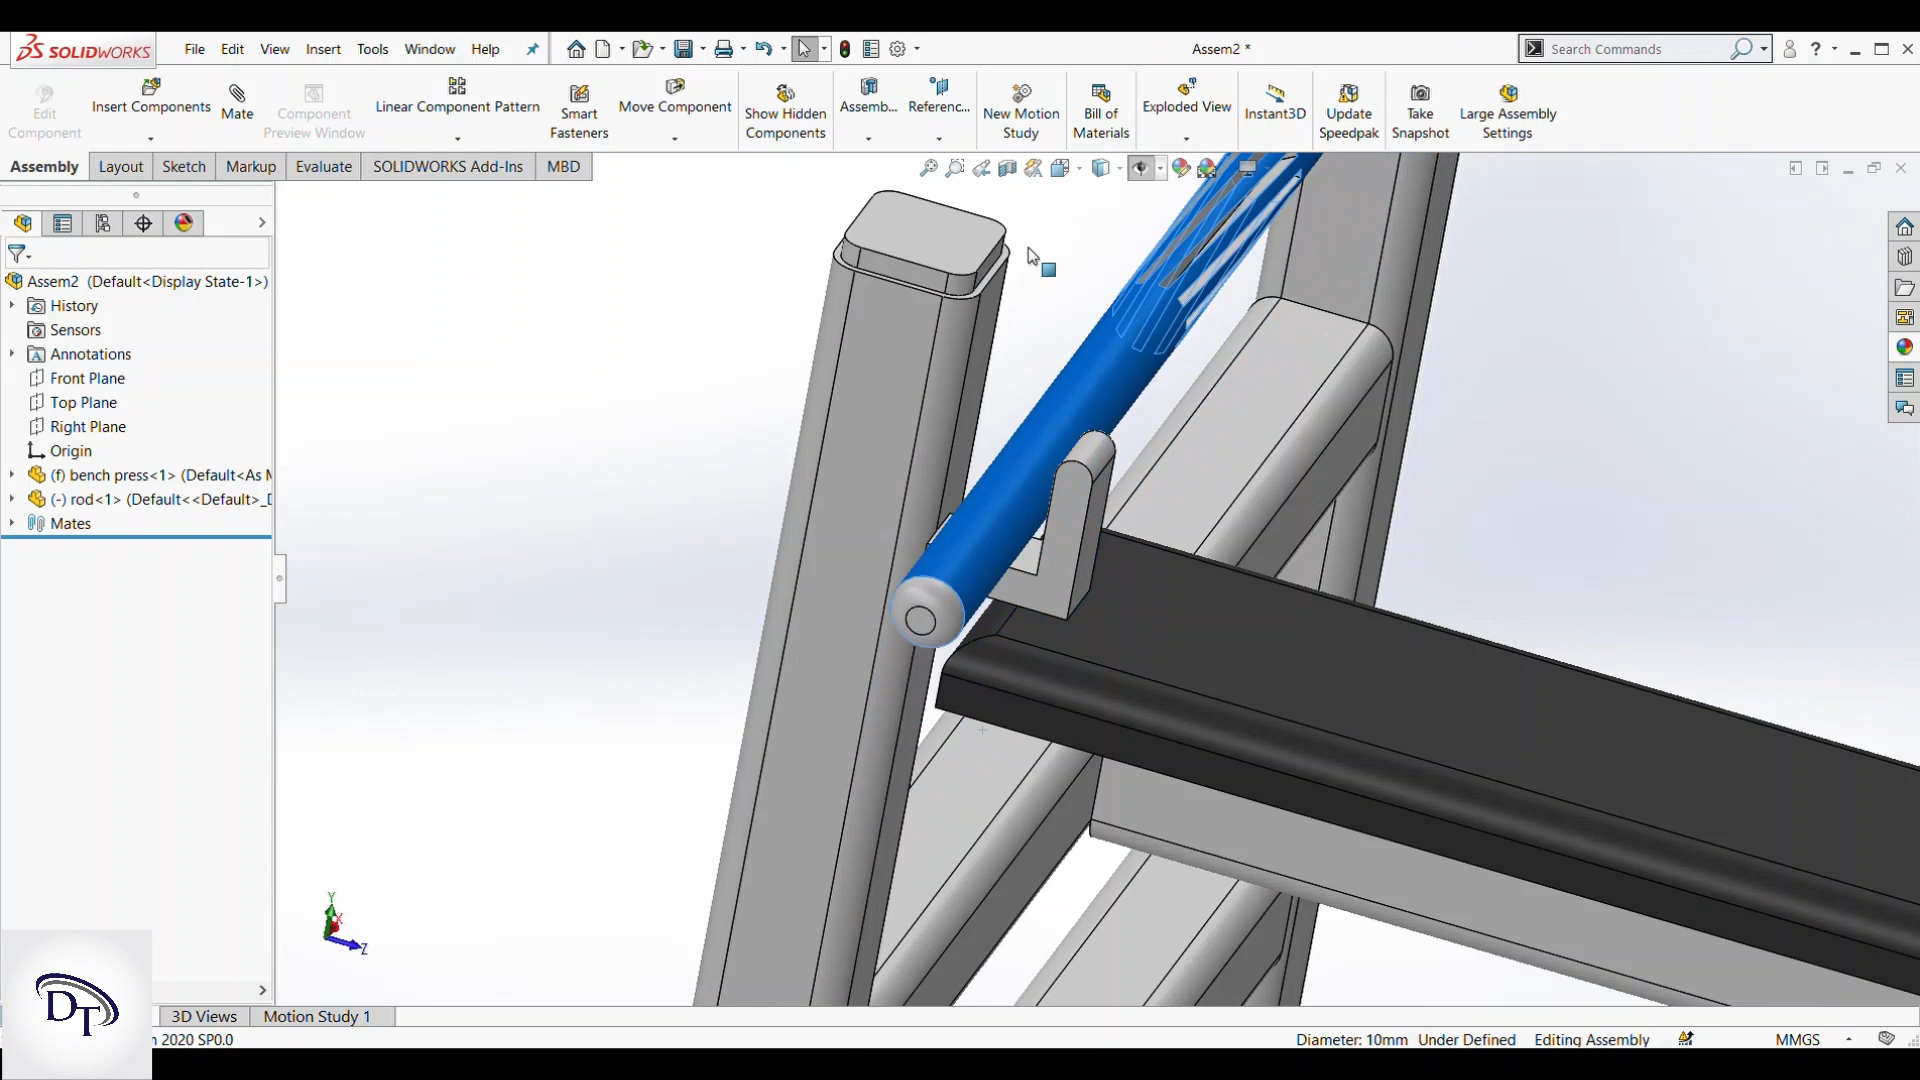 SOLIDWORKS File Edit View Insert Tools Window Help Assem2 * Search Commands ?
Edit Component Insert Components Mate Component Preview Window Linear Component Pattern Smart Fasteners Move Component Show Hidden Components Assemb... Referenc... New Motion Study Bill of Materials Exploded View Instant3D Update Speedpak Take Snapshot Large Assembly Settings
Assembly Layout Sketch Markup Evaluate SOLIDWORKS Add-Ins MBD
Assem2 (Default<Display State-1>)
History
Sensors
Annotations
Front Plane
Top Plane
Right Plane
Origin
(f) bench press<1> (Default<As M
(-) rod<1> (Default<<Default>_D
Mates
Y
X
Z
DT
3D Views Motion Study 1
2020 SP0.0 Diameter: 10mm Under Defined Editing Assembly MMGS